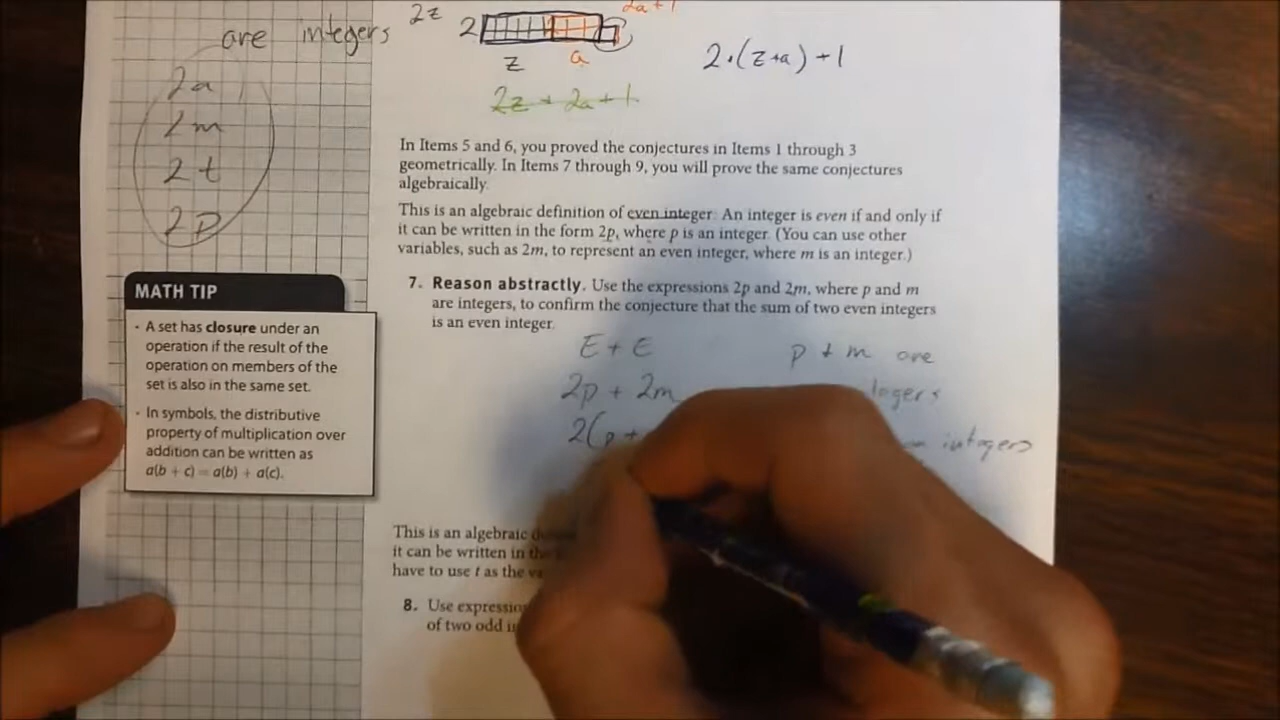 are integers
2a
2m
2t
2p
2z
2
2a+1
z
a
2z + 2a + 1
2·(z+a)+1
In Items 5 and 6, you proved the conjectures in Items 1 through 3
geometrically. In Items 7 through 9, you will prove the same conjectures
algebraically.
This is an algebraic definition of even integer: An integer is even if and only if
it can be written in the form 2p, where p is an integer. (You can use other
variables, such as 2m, to represent an even integer, where m is an integer.)
7. Reason abstractly. Use the expressions 2p and 2m, where p and m
are integers, to confirm the conjecture that the sum of two even integers
is an even integer.
E + E
2p + 2m
2(p +
p + m are
integers
MATH TIP
· A set has closure under an
operation if the result of the
operation on members of the
set is also in the same set.
· In symbols, the distributive
property of multiplication over
addition can be written as
a(b + c) = a(b) + a(c).
This is an algebraic
it can be written in the
have to use t as the
8. Use
of two odd